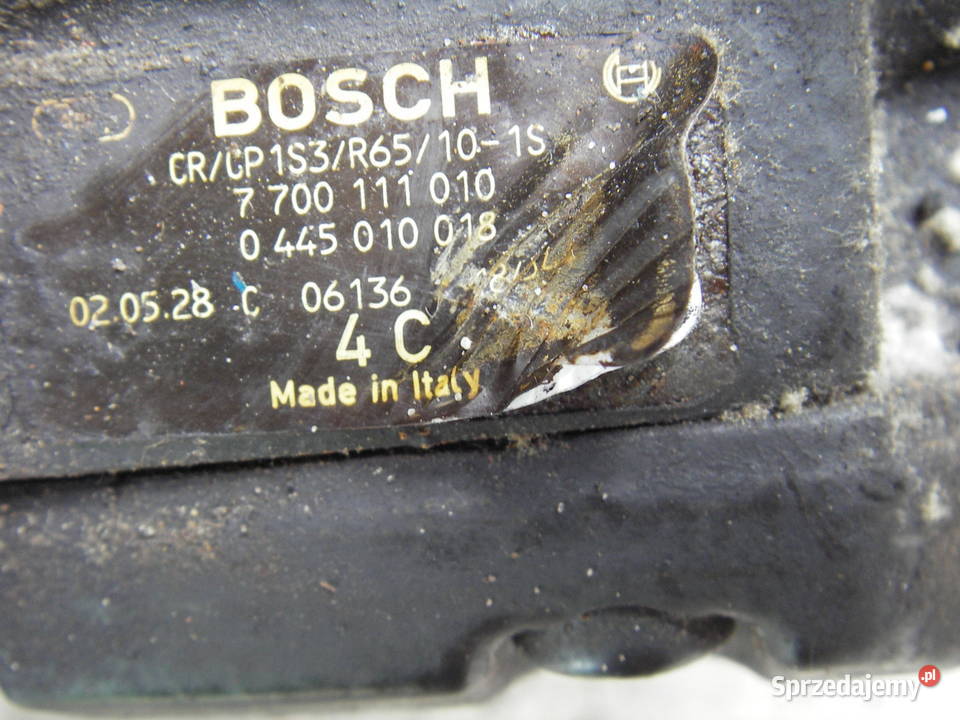 BOSCH
CR/CP1S3/R65/10-1S
7 700 111 010
0 445 010 018
02.05.28 C 06136
4 C
Made in Italy
Sprzedajemy.pl